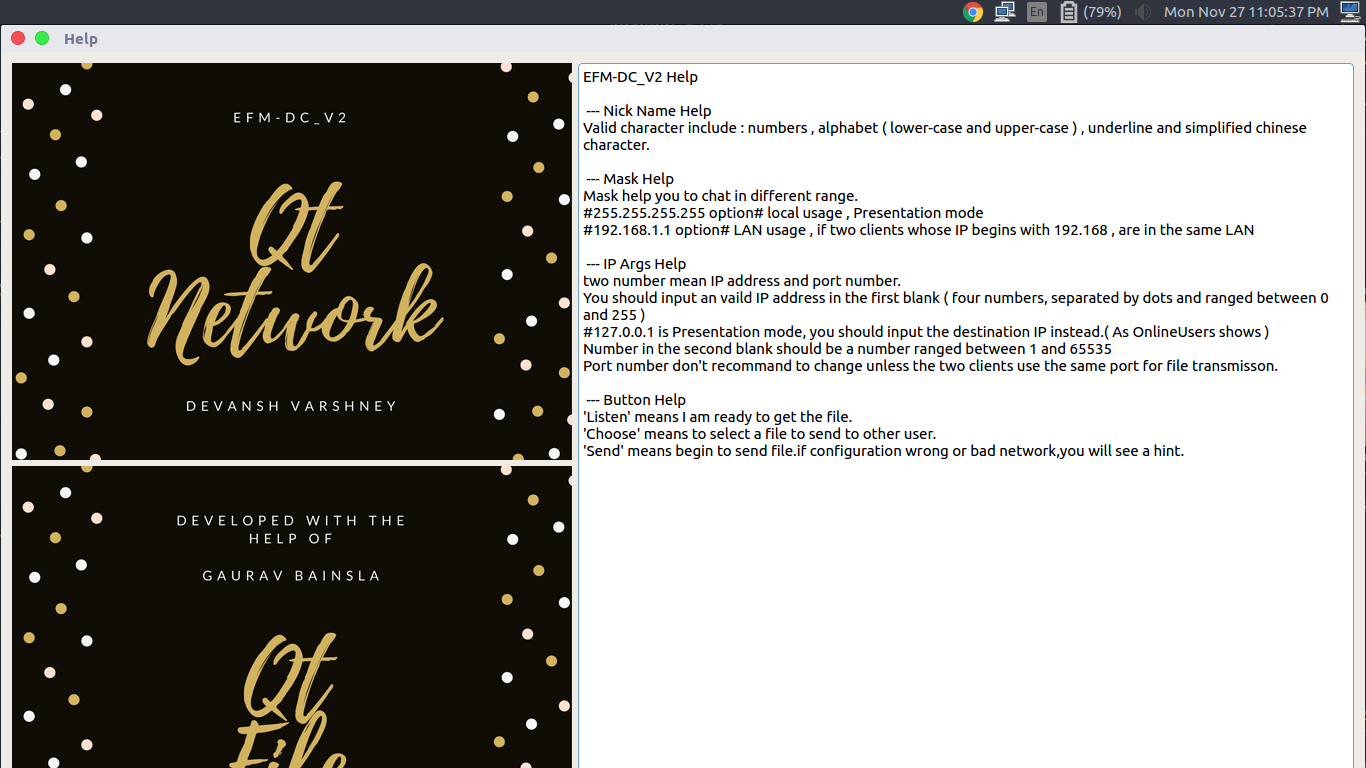 En
(79%)
Mon Nov 27 11:05:37 PM
Help
EFM-DC_V2
Qt
Network
DEVANSH VARSHNEY
DEVELOPED WITH THE
HELP OF
GAURAV BAINSLA
Qt
File
EFM-DC_V2 Help
--- Nick Name Help
Valid character include : numbers , alphabet ( lower-case and upper-case ) , underline and simplified chinese
character.
--- Mask Help
Mask help you to chat in different range.
#255.255.255.255 option# local usage , Presentation mode
#192.168.1.1 option# LAN usage , if two clients whose IP begins with 192.168 , are in the same LAN
--- IP Args Help
two number mean IP address and port number.
You should input an vaild IP address in the first blank ( four numbers, separated by dots and ranged between 0
and 255 )
#127.0.0.1 is Presentation mode, you should input the destination IP instead.( As OnlineUsers shows )
Number in the second blank should be a number ranged between 1 and 65535
Port number don't recommand to change unless the two clients use the same port for file transmisson.
--- Button Help
'Listen' means I am ready to get the file.
'Choose' means to select a file to send to other user.
'Send' means begin to send file.if configuration wrong or bad network,you will see a hint.